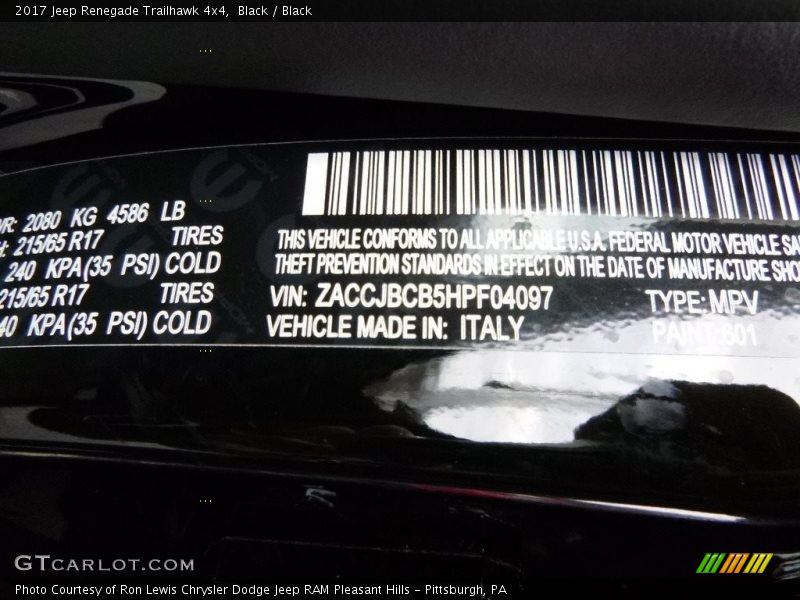 2017 Jeep Renegade Trailhawk 4x4, Black / Black
2080 KG 4586 LB
215/65 R17 TIRES
240 KPA(35 PSI) COLD
215/65 R17 TIRES
40 KPA(35 PSI) COLD
THIS VEHICLE CONFORMS TO ALL APPLICABLE U.S.A. FEDERAL MOTOR VEHICLE SA
THEFT PREVENTION STANDARDS IN EFFECT ON THE DATE OF MANUFACTURE SHO
VIN: ZACCJBCB5HPF04097 TYPE: MPV
VEHICLE MADE IN: ITALY PAINT: 601
GTCARLOT.COM
Photo Courtesy of Ron Lewis Chrysler Dodge Jeep RAM Pleasant Hills - Pittsburgh, PA